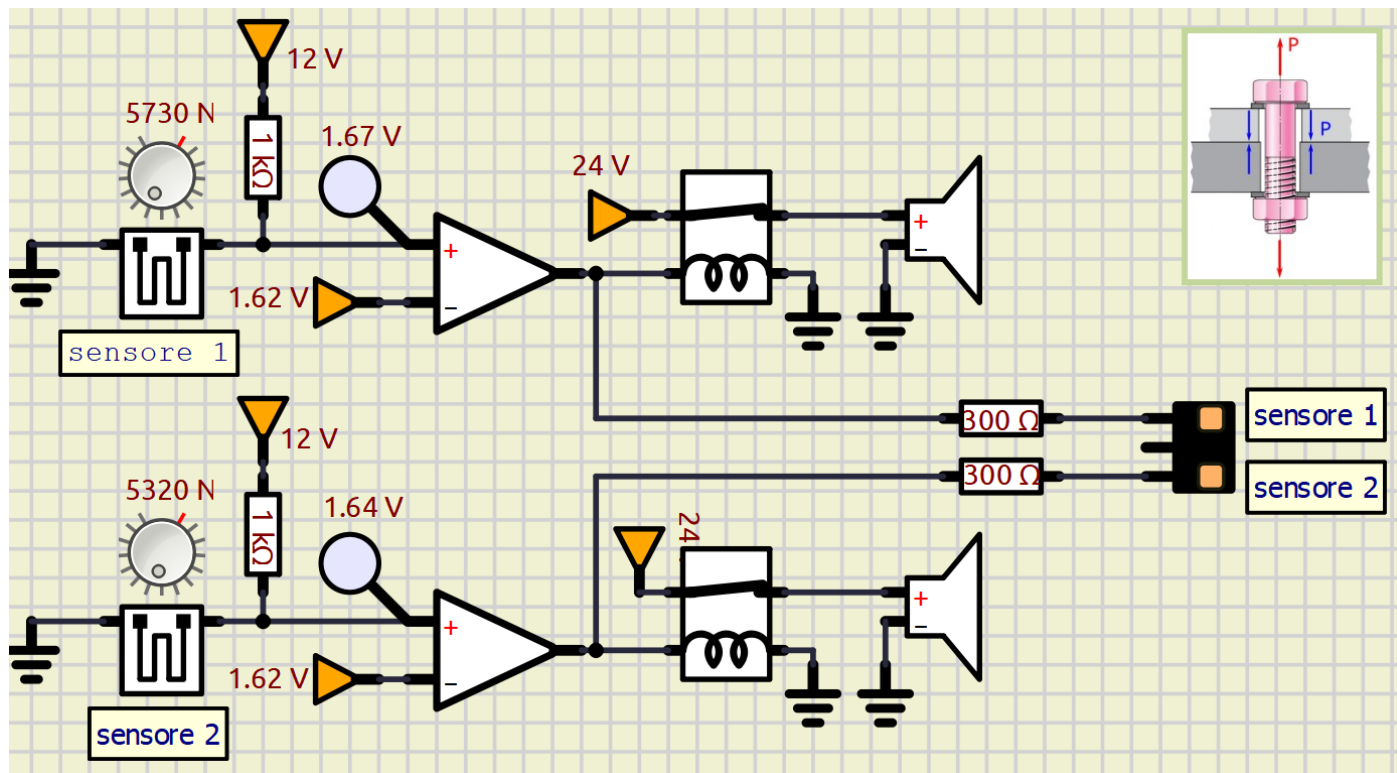 12 V
5730 N
1 kΩ
1.67 V
24 V
+
-
1.62 V
+
-
sensore 1
P
P
12 V
5320 N
1 kΩ
1.64 V
24
300 Ω
300 Ω
sensore 1
sensore 2
+
-
1.62 V
+
-
sensore 2